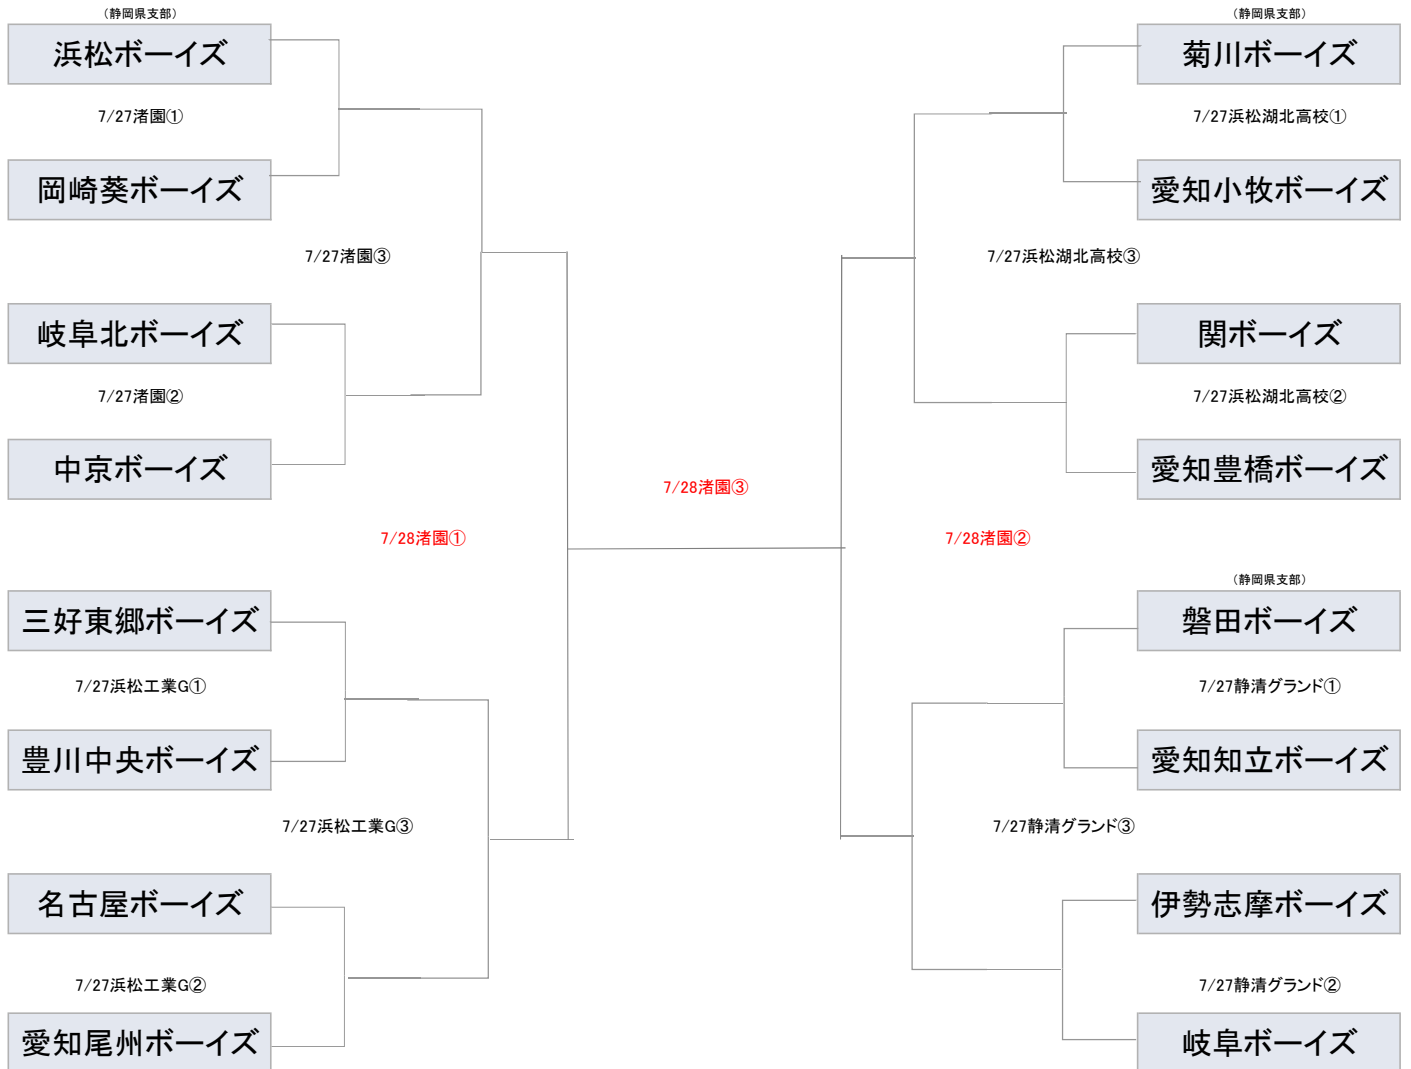 (静岡県支部)
浜松ボーイズ
7/27渚園①
岡崎葵ボーイズ
7/27渚園③
岐阜北ボーイズ
7/27渚園②
中京ボーイズ
7/28渚園①
三好東郷ボーイズ
7/27浜松工業G①
豊川中央ボーイズ
7/27浜松工業G③
名古屋ボーイズ
7/27浜松工業G②
愛知尾州ボーイズ
7/28渚園③
(静岡県支部)
菊川ボーイズ
7/27浜松湖北高校①
愛知小牧ボーイズ
7/27浜松湖北高校③
関ボーイズ
7/27浜松湖北高校②
愛知豊橋ボーイズ
7/28渚園②
(静岡県支部)
磐田ボーイズ
7/27静清グランド①
愛知知立ボーイズ
7/27静清グランド③
伊勢志摩ボーイズ
7/27静清グランド②
岐阜ボーイズ